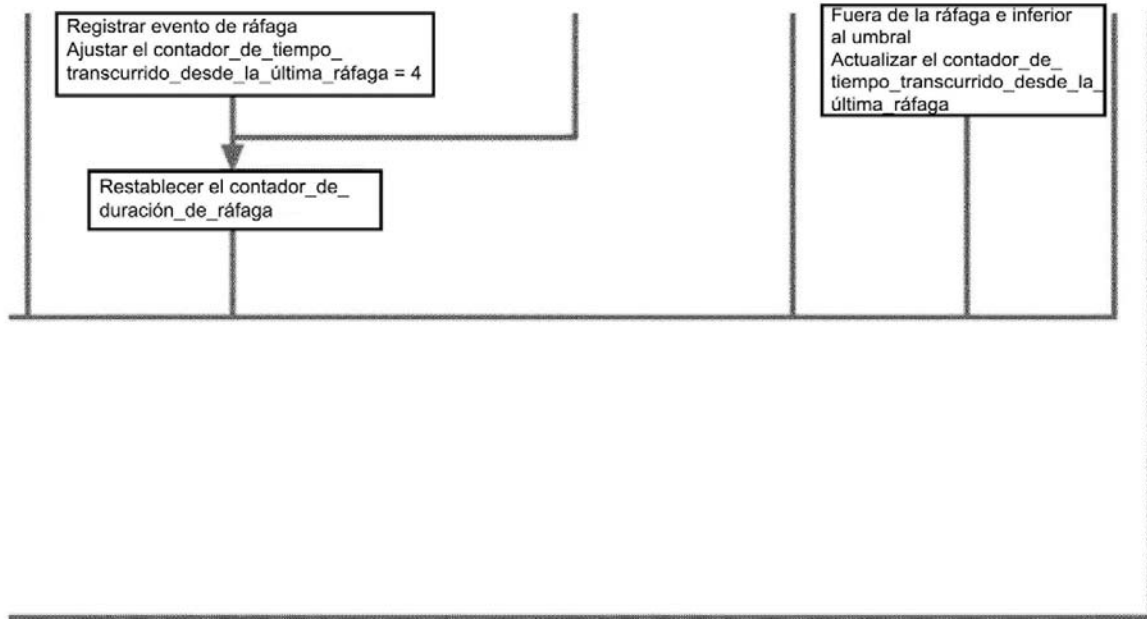 Registrar evento de ráfaga
Ajustar el contador_de_tiempo_
transcurrido_desde_la_última_ráfaga = 4
Restablecer el contador_de_
duración_de_ráfaga
Fuera de la ráfaga e inferior
al umbral
Actualizar el contador_de_
tiempo_transcurrido_desde_la_
última_ráfaga